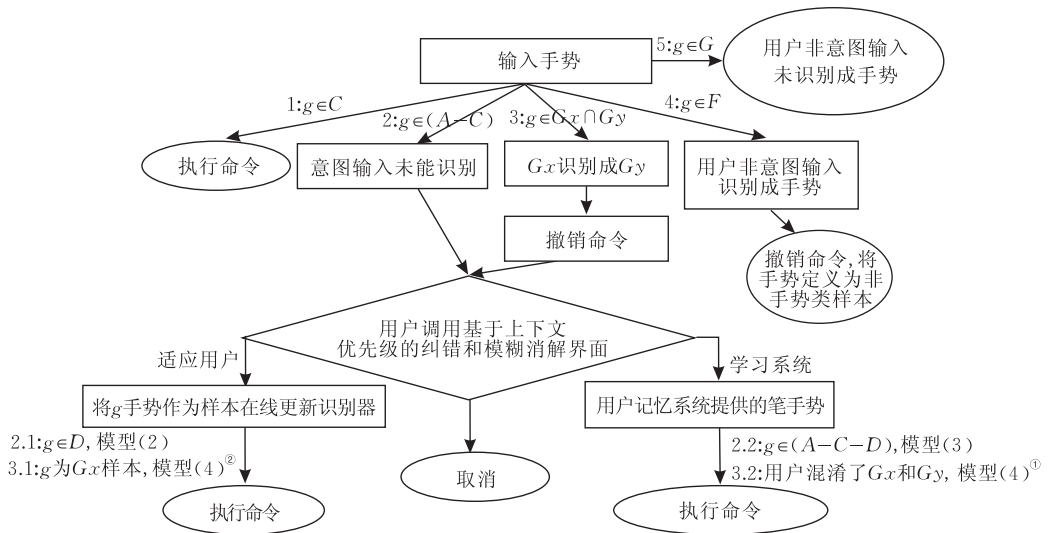 输入手势
5:g∈G
用户非意图输入
未识别成手势
1:g∈C
2:g∈(A-C)
3:g∈Gx∩Gy
4:g∈F
执行命令
意图输入未能识别
Gx识别成Gy
用户非意图输入
识别成手势
撤销命令
撤销命令,将
手势定义为非
手势类样本
用户调用基于上下文
优先级的纠错和模糊消解界面
适应用户
学习系统
将g手势作为样本在线更新识别器
用户记忆系统提供的笔手势
2.1:g∈D,模型(2)
3.1:g为Gx样本,模型(4)②
2.2:g∈(A-C-D),模型(3)
3.2:用户混淆了Gx和Gy,模型(4)①
取消
执行命令
执行命令